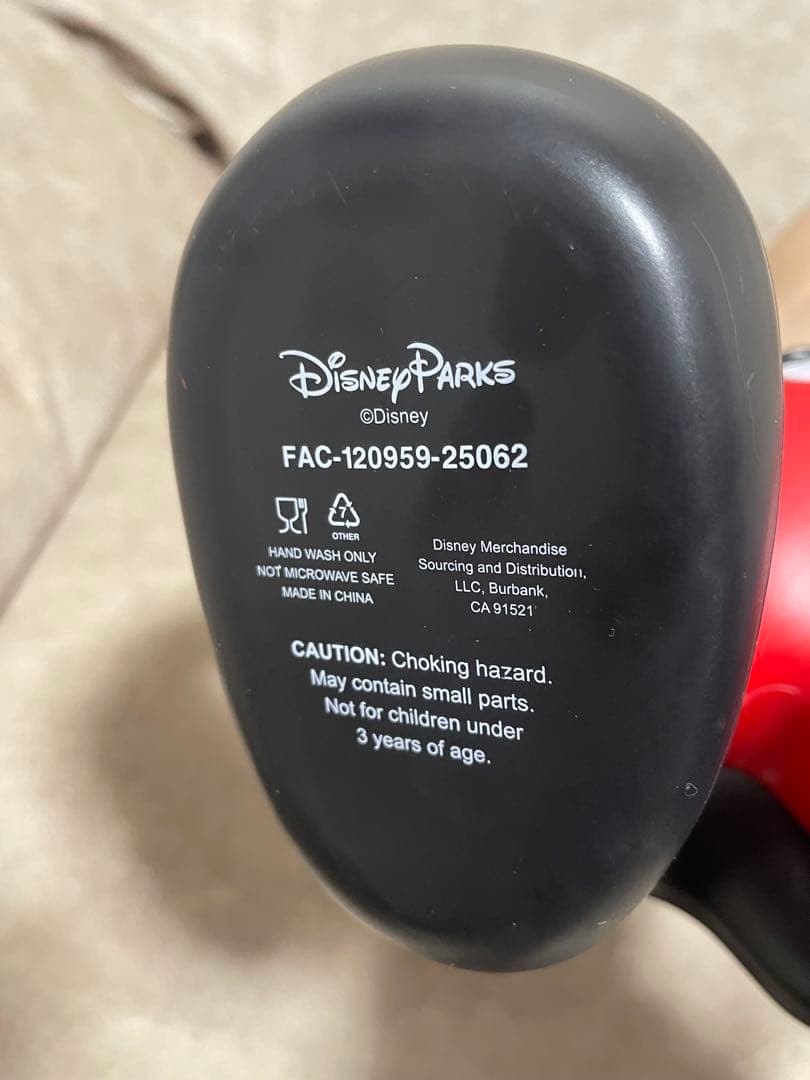 Disney Parks
©Disney
FAC-120959-25062
7
OTHER
HAND WASH ONLY
NOT MICROWAVE SAFE
MADE IN CHINA
Disney Merchandise
Sourcing and Distribution,
LLC, Burbank,
CA 91521
CAUTION: Choking hazard.
May contain small parts.
Not for children under
3 years of age.